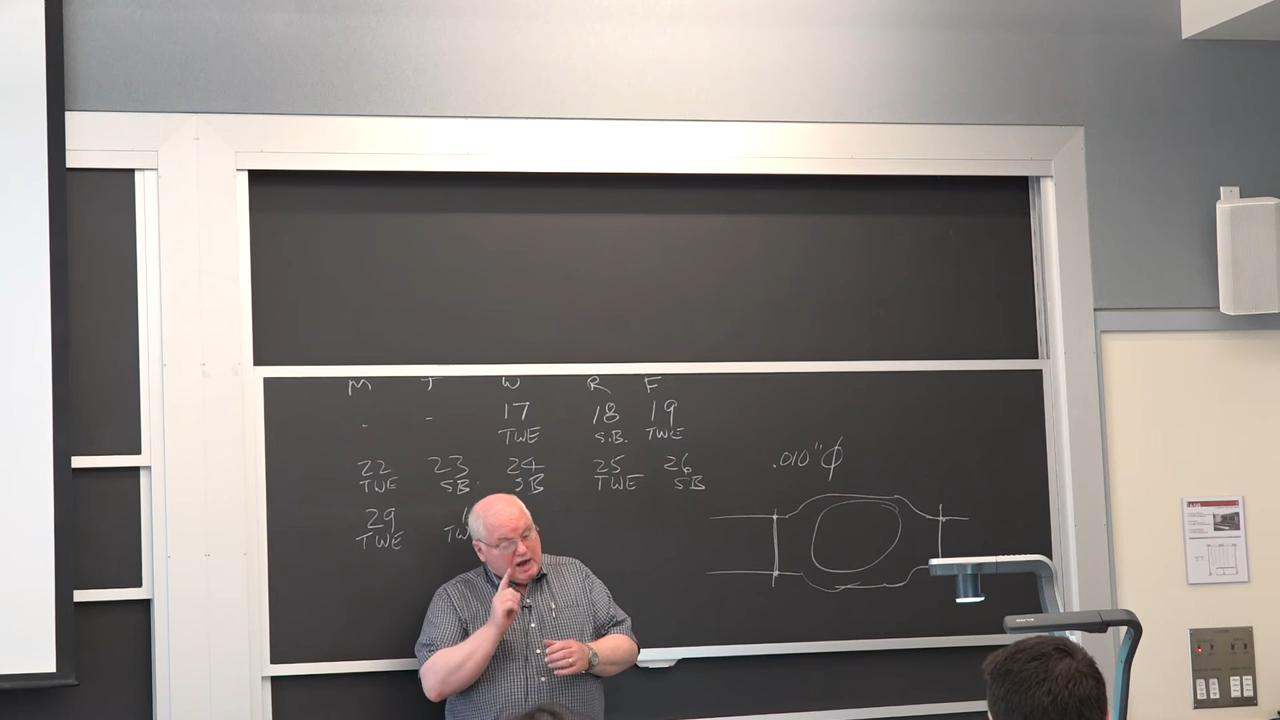 M T W R F
- - 17 18 19
TWE S.B. TWE
22 23 24 25 26
TWE SB SB TWE SB
29
TWE
.010" ϕ